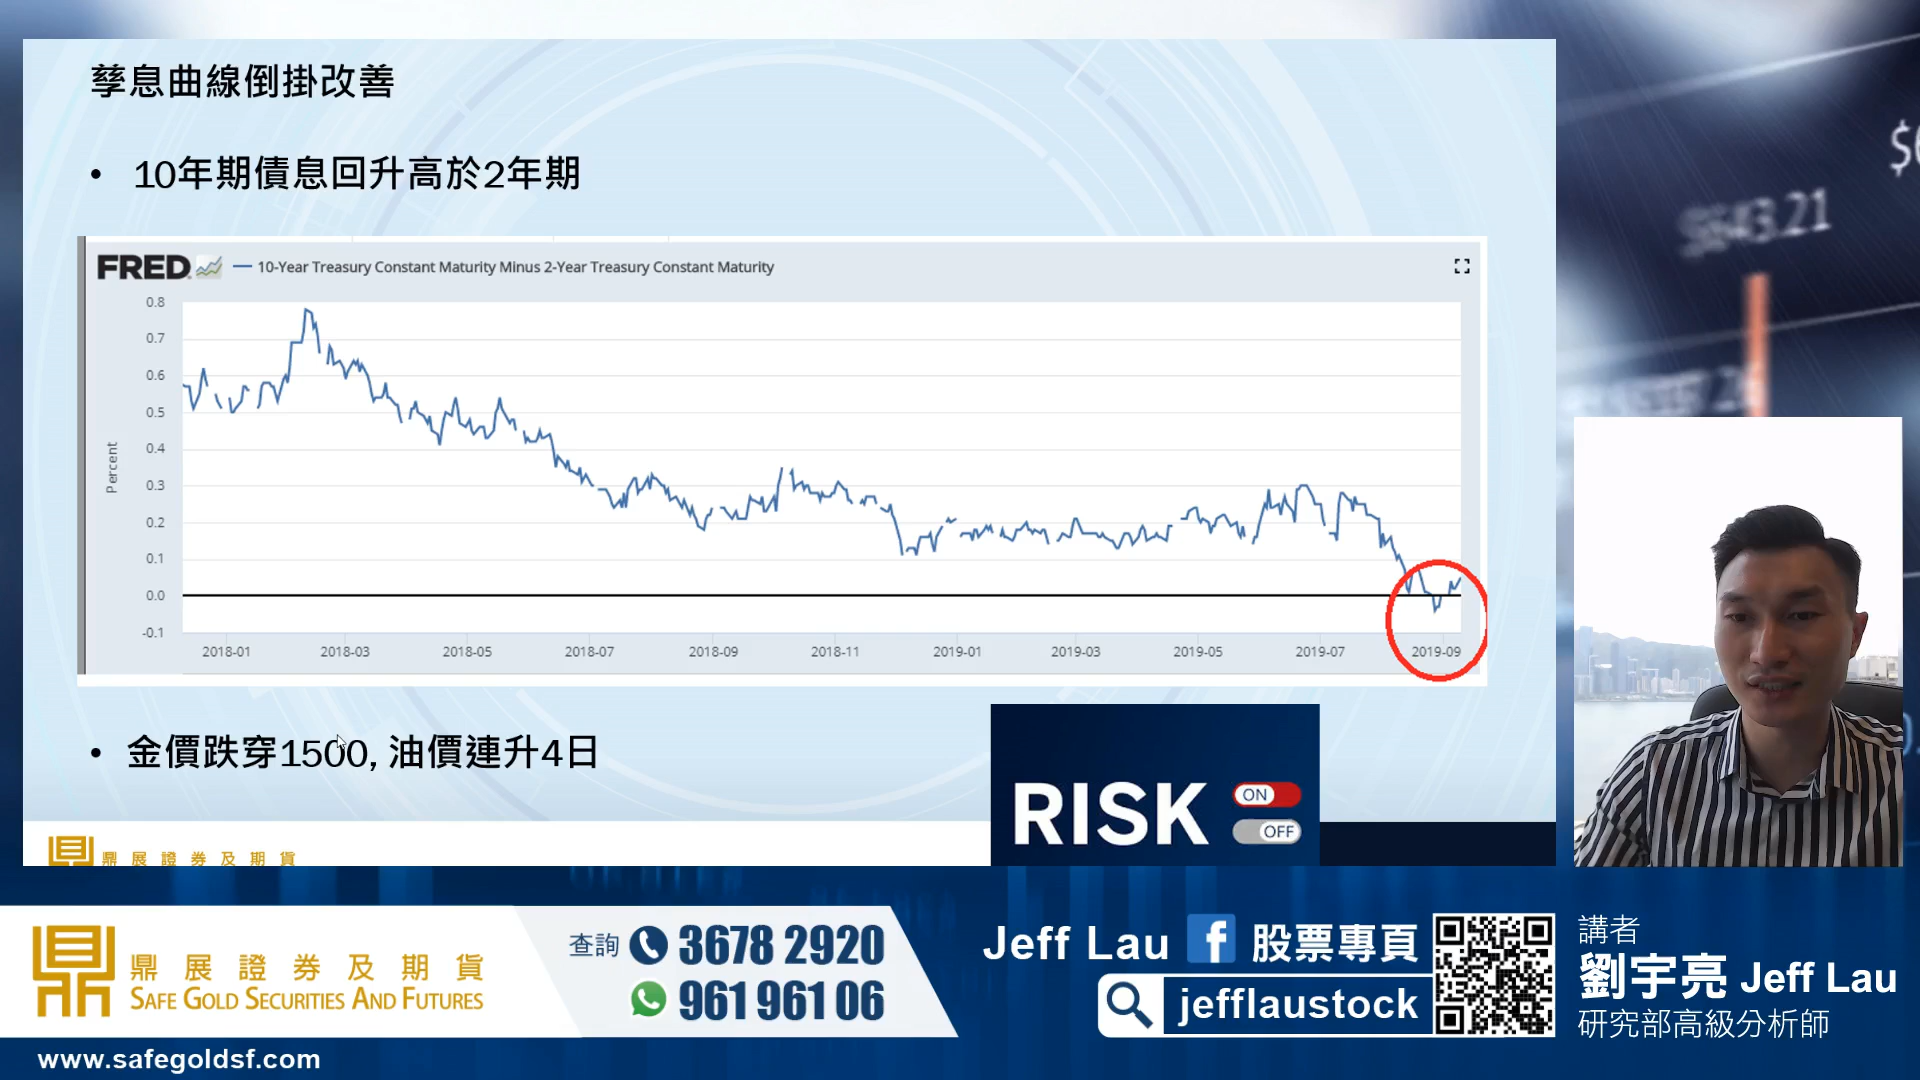 孳息曲線倒掛改善
• 10年期債息回升高於2年期
FRED 10-Year Treasury Constant Maturity Minus 2-Year Treasury Constant Maturity
0.8
0.7
0.6
0.5
0.4
0.3
0.2
0.1
0.0
-0.1
Percent
2018-01 2018-03 2018-05 2018-07 2018-09 2018-11 2019-01 2019-03 2019-05 2019-07 2019-09
• 金價跌穿1500, 油價連升4日
RISK ON OFF
鼎展證券及期貨
鼎展證券及期貨
SAFE GOLD SECURITIES AND FUTURES
www.safegoldsf.com
查詢 3678 2920
961 961 06
Jeff Lau f 股票專頁
jefflaustock
講者
劉宇亮 Jeff Lau
研究部高級分析師
$643.21